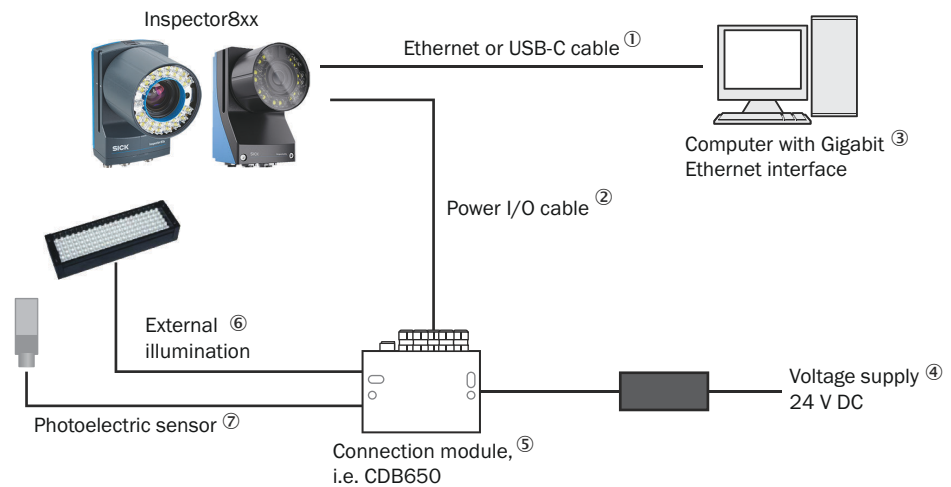 Inspector8xx
Ethernet or USB-C cable ①
Computer with Gigabit ③
Ethernet interface
Power I/O cable ②
SICK
External ⑥
illumination
Voltage supply ④
24 V DC
Photoelectric sensor ⑦
Connection module, ⑤
i.e. CDB650